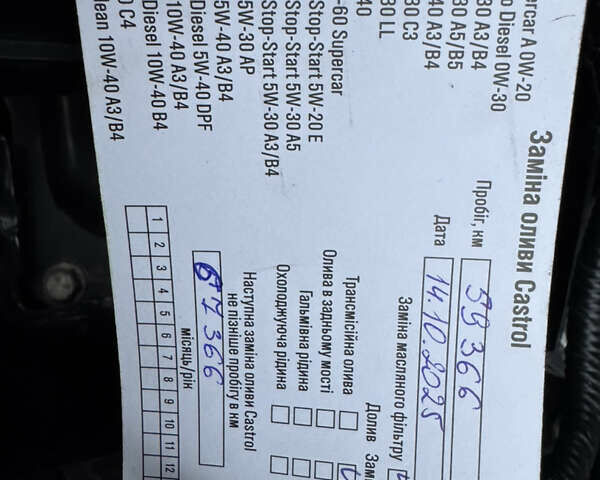 rcar A 0W-20
o Diesel 0W-30
30 A3/B4
30 A5/B5
40 A3/B4
30 C3
30 LL
40
-60 Supercar
Stop-Start 5W-20 E
Stop-Start 5W-30 A5
Stop-Start 5W-30 A3/B4
5W-30 AP
5W-40 A3/B4
Diesel 5W-40 DPF
10W-40 A3/B4
Diesel 10W-40 B4
0 C4
lean 10W-40 A3/B4
Заміна оливи Castrol
Пробіг, км 59 366
Дата 14.10.2025
Заміна масляного фільтру
Долив Замі
Трансмісійна олива
Олива в задньому мості
Гальмівна рідина
Охолоджуюча рідина
Наступна заміна оливи Castrol
не пізніше пробігу в км
67 366
місяць/рік
1 2 3 4 5 6 7 8 9 10 11 12